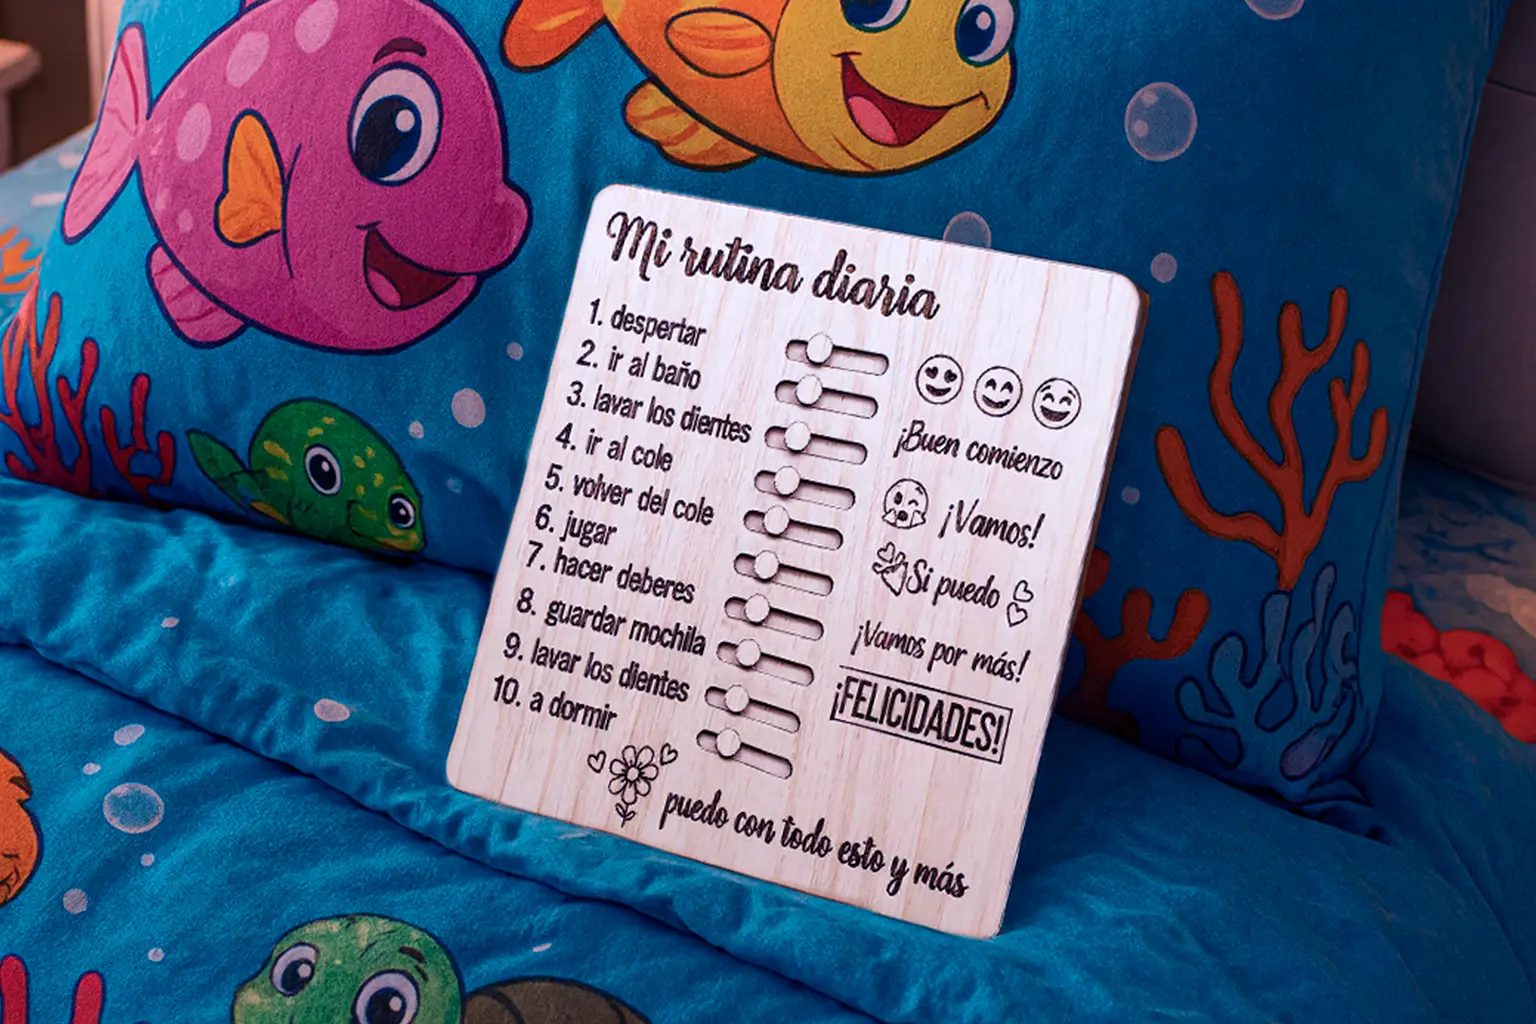 Mi rutina diaria
1. despertar
2. ir al baño
3. lavar los dientes
4. ir al cole
5. volver del cole
6. jugar
7. hacer deberes
8. guardar mochila
9. lavar los dientes
10. a dormir
¡Buen comienzo
¡Vamos!
Si puedo
¡Vamos por más!
¡FELICIDADES!
puedo con todo esto y más